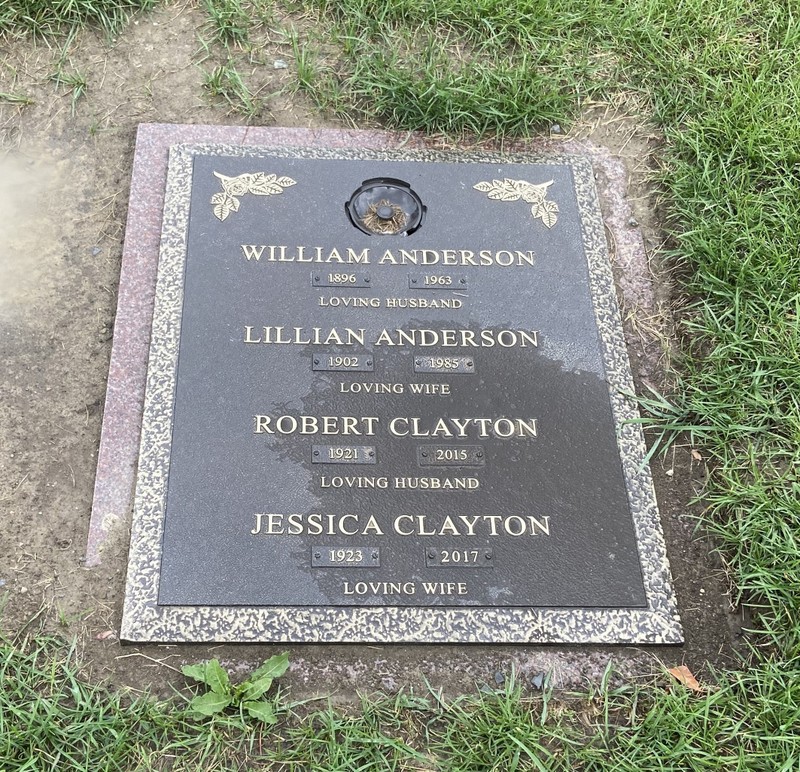 WILLIAM ANDERSON
1896 1963
LOVING HUSBAND
LILLIAN ANDERSON
1902 1985
LOVING WIFE
ROBERT CLAYTON
1921 2015
LOVING HUSBAND
JESSICA CLAYTON
1923 2017
LOVING WIFE